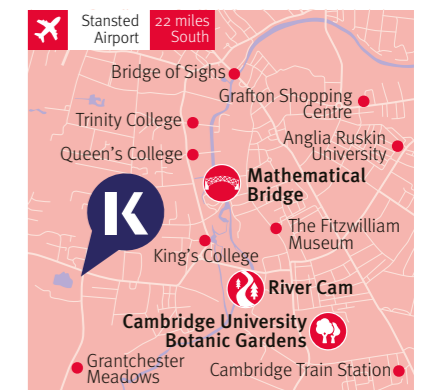 Stansted
Airport
22 miles
South
Bridge of Sighs
Grafton Shopping
Centre
Trinity College
Anglia Ruskin
University
Queen's College
Mathematical
Bridge
K
The Fitzwilliam
Museum
King's College
River Cam
Cambridge University
Botanic Gardens
Grantchester
Meadows
Cambridge Train Station